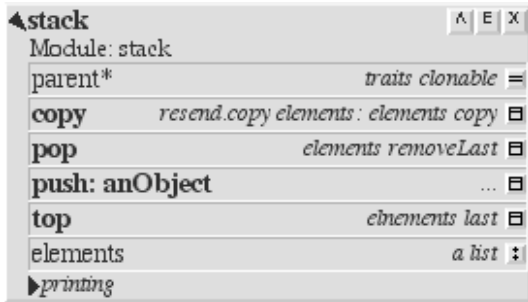 stack
A E X
Module: stack
parent* traits clonable =
copy resend.copy elements: elements copy
pop elements removeLast
push: anObject ...
top elnements last
elements a list :
printing